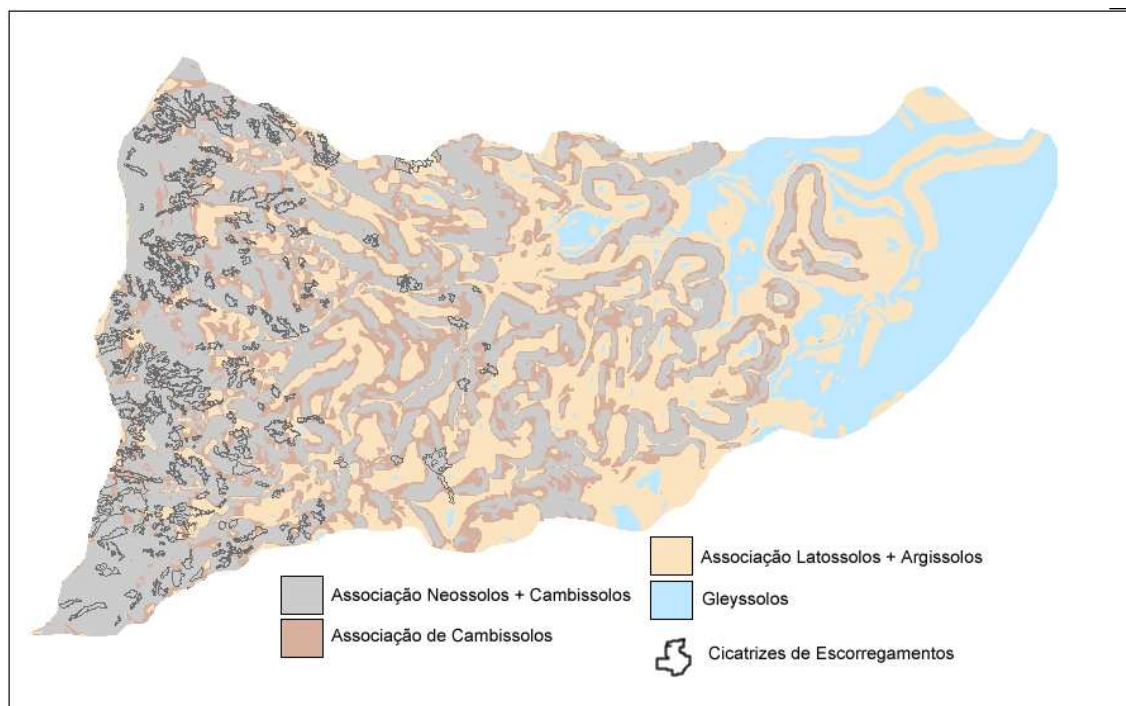 Associação Neossolos + Cambissolos
Associação de Cambissolos
Associação Latossolos + Argissolos
Gleyssolos
Cicatrizes de Escorregamentos